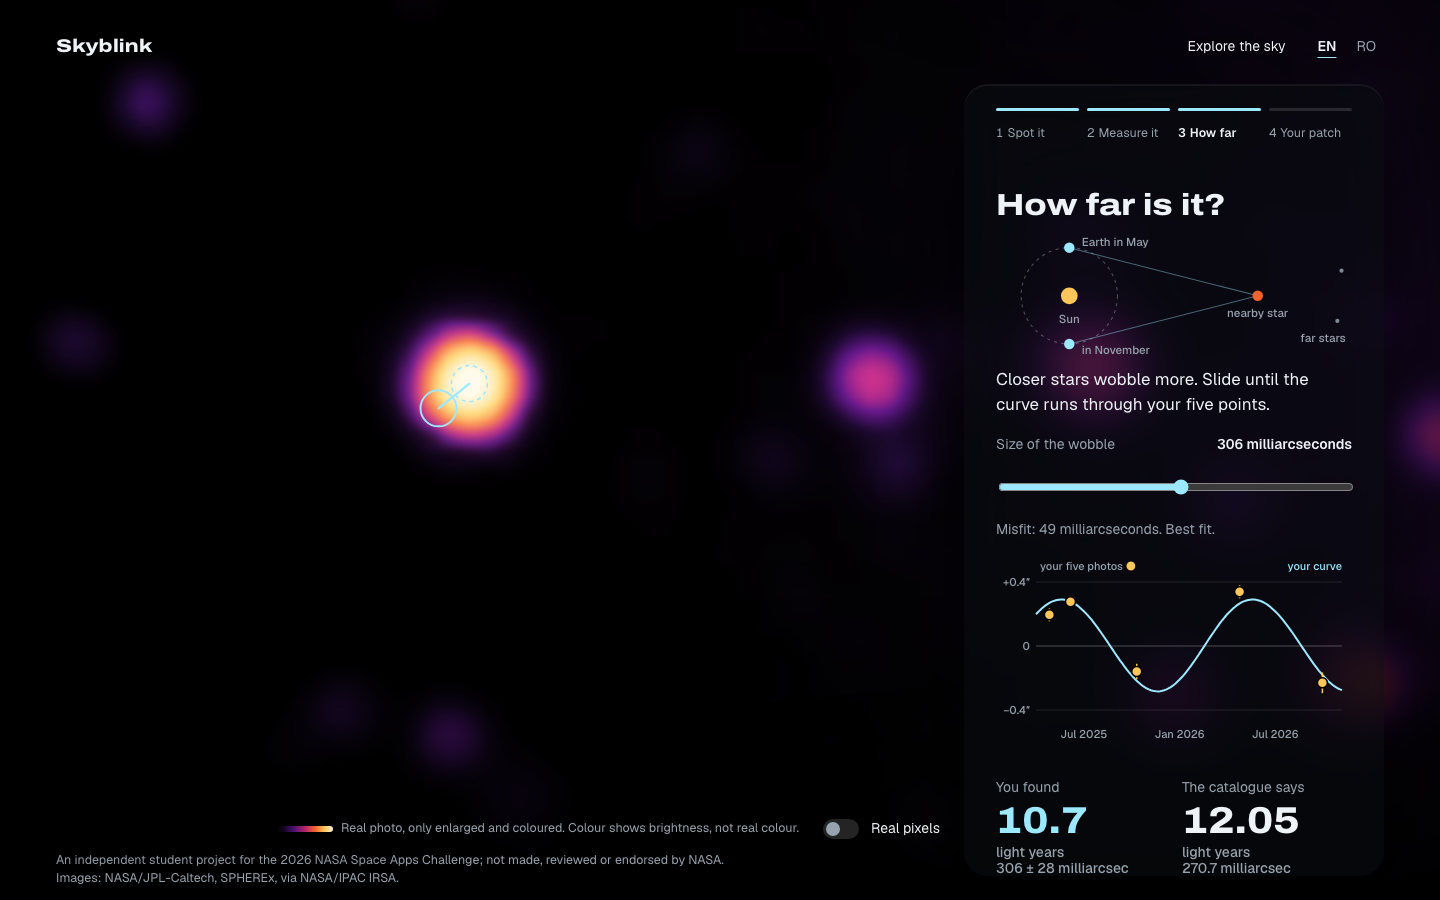 Skyblink
Explore the sky
EN
RO
1 Spot it
2 Measure it
3 How far
4 Your patch
How far is it?
Earth in May
Sun
nearby star
far stars
in November
Closer stars wobble more. Slide until the
curve runs through your five points.
Size of the wobble
306 milliarcseconds
Misfit: 49 milliarcseconds. Best fit.
your five photos
your curve
+0.4″
0
−0.4″
Jul 2025
Jan 2026
Jul 2026
You found
The catalogue says
10.7
12.05
light years
light years
306 ± 28 milliarcsec
270.7 milliarcsec
Real photo, only enlarged and coloured. Colour shows brightness, not real colour.
Real pixels
An independent student project for the 2026 NASA Space Apps Challenge; not made, reviewed or endorsed by NASA.
Images: NASA/JPL-Caltech, SPHEREx, via NASA/IPAC IRSA.